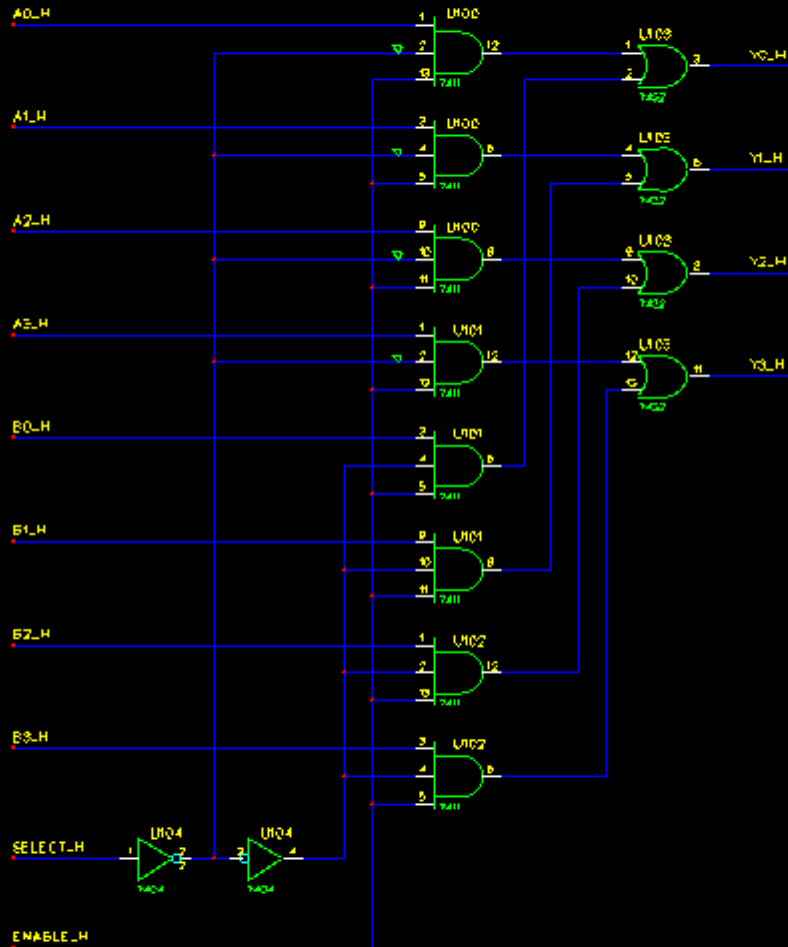 A0_H
U100
1
2
13
12
7411
U103
1
2
3
7432
Y0_H
A1_H
U100
3
4
5
6
7411
U103
4
5
6
7432
Y1_H
A2_H
U100
9
10
11
8
7411
U103
9
10
8
7432
Y2_H
A3_H
U101
1
2
13
12
7411
U103
12
13
11
7432
Y3_H
B0_H
U101
3
4
5
6
7411
B1_H
U101
9
10
11
8
7411
B2_H
U102
1
2
13
12
7411
B3_H
U102
3
4
5
6
7411
SELECT_H
U104
1
2
7404
U104
3
4
7404
ENABLE_H